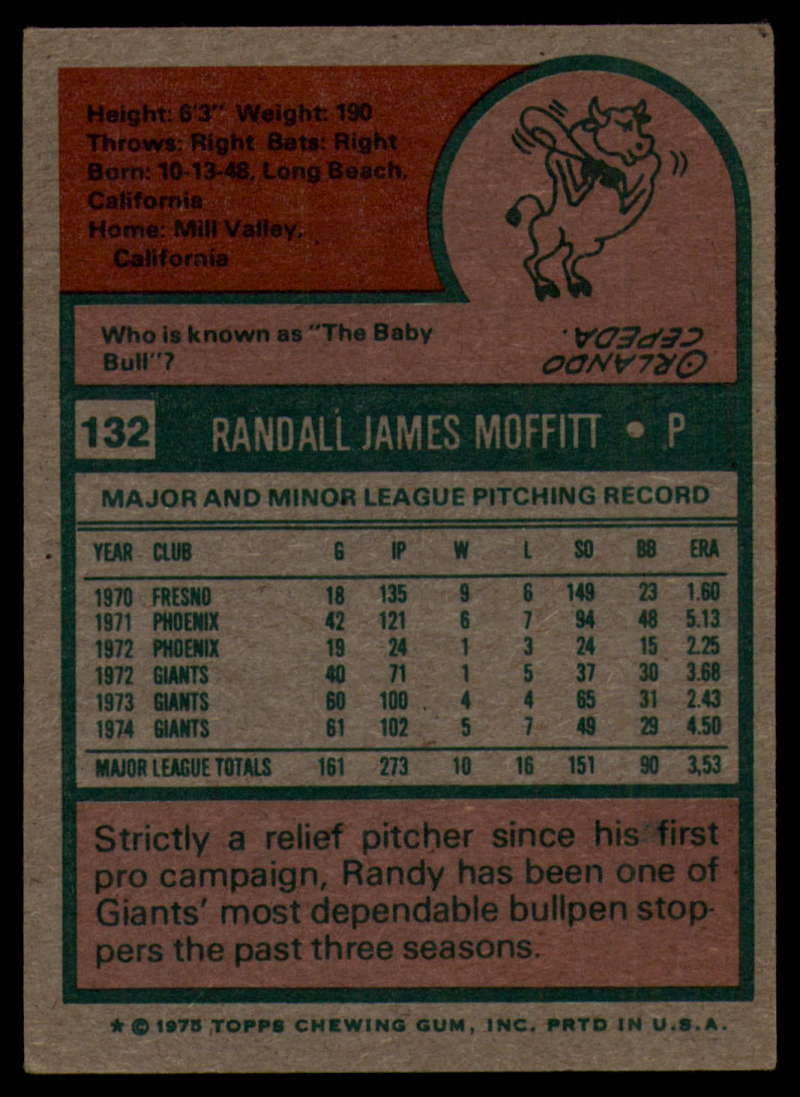 Height: 6'3" Weight: 190
Throws: Right Bats: Right
Born: 10-13-48, Long Beach,
California
Home: Mill Valley,
California
Who is known as "The Baby
Bull"?
ORLANDO
CEPEDA.
132 RANDALL JAMES MOFFITT • P
MAJOR AND MINOR LEAGUE PITCHING RECORD
YEAR CLUB G IP W L SO BB ERA
1970 FRESNO 18 135 9 6 149 23 1.60
1971 PHOENIX 42 121 6 7 94 48 5.13
1972 PHOENIX 19 24 1 3 24 15 2.25
1972 GIANTS 40 71 1 5 37 30 3.68
1973 GIANTS 60 100 4 4 65 31 2.43
1974 GIANTS 61 102 5 7 49 29 4.50
MAJOR LEAGUE TOTALS 161 273 10 16 151 90 3.53
Strictly a relief pitcher since his first
pro campaign, Randy has been one of
Giants' most dependable bullpen stop-
pers the past three seasons.
★ © 1975 TOPPS CHEWING GUM, INC. PRTD IN U.S.A.